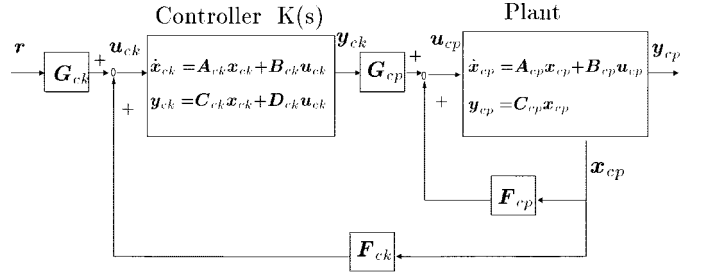 Controller K(s)
Plant
r
G_ck
+
u_ck
+
ẋ_ck = A_ck x_ck + B_ck u_ck
y_ck = C_ck x_ck + D_ck u_ck
y_ck
G_cp
+
u_cp
+
ẋ_cp = A_cp x_cp + B_cp u_cp
y_cp = C_cp x_cp
y_cp
x_cp
F_cp
F_ck